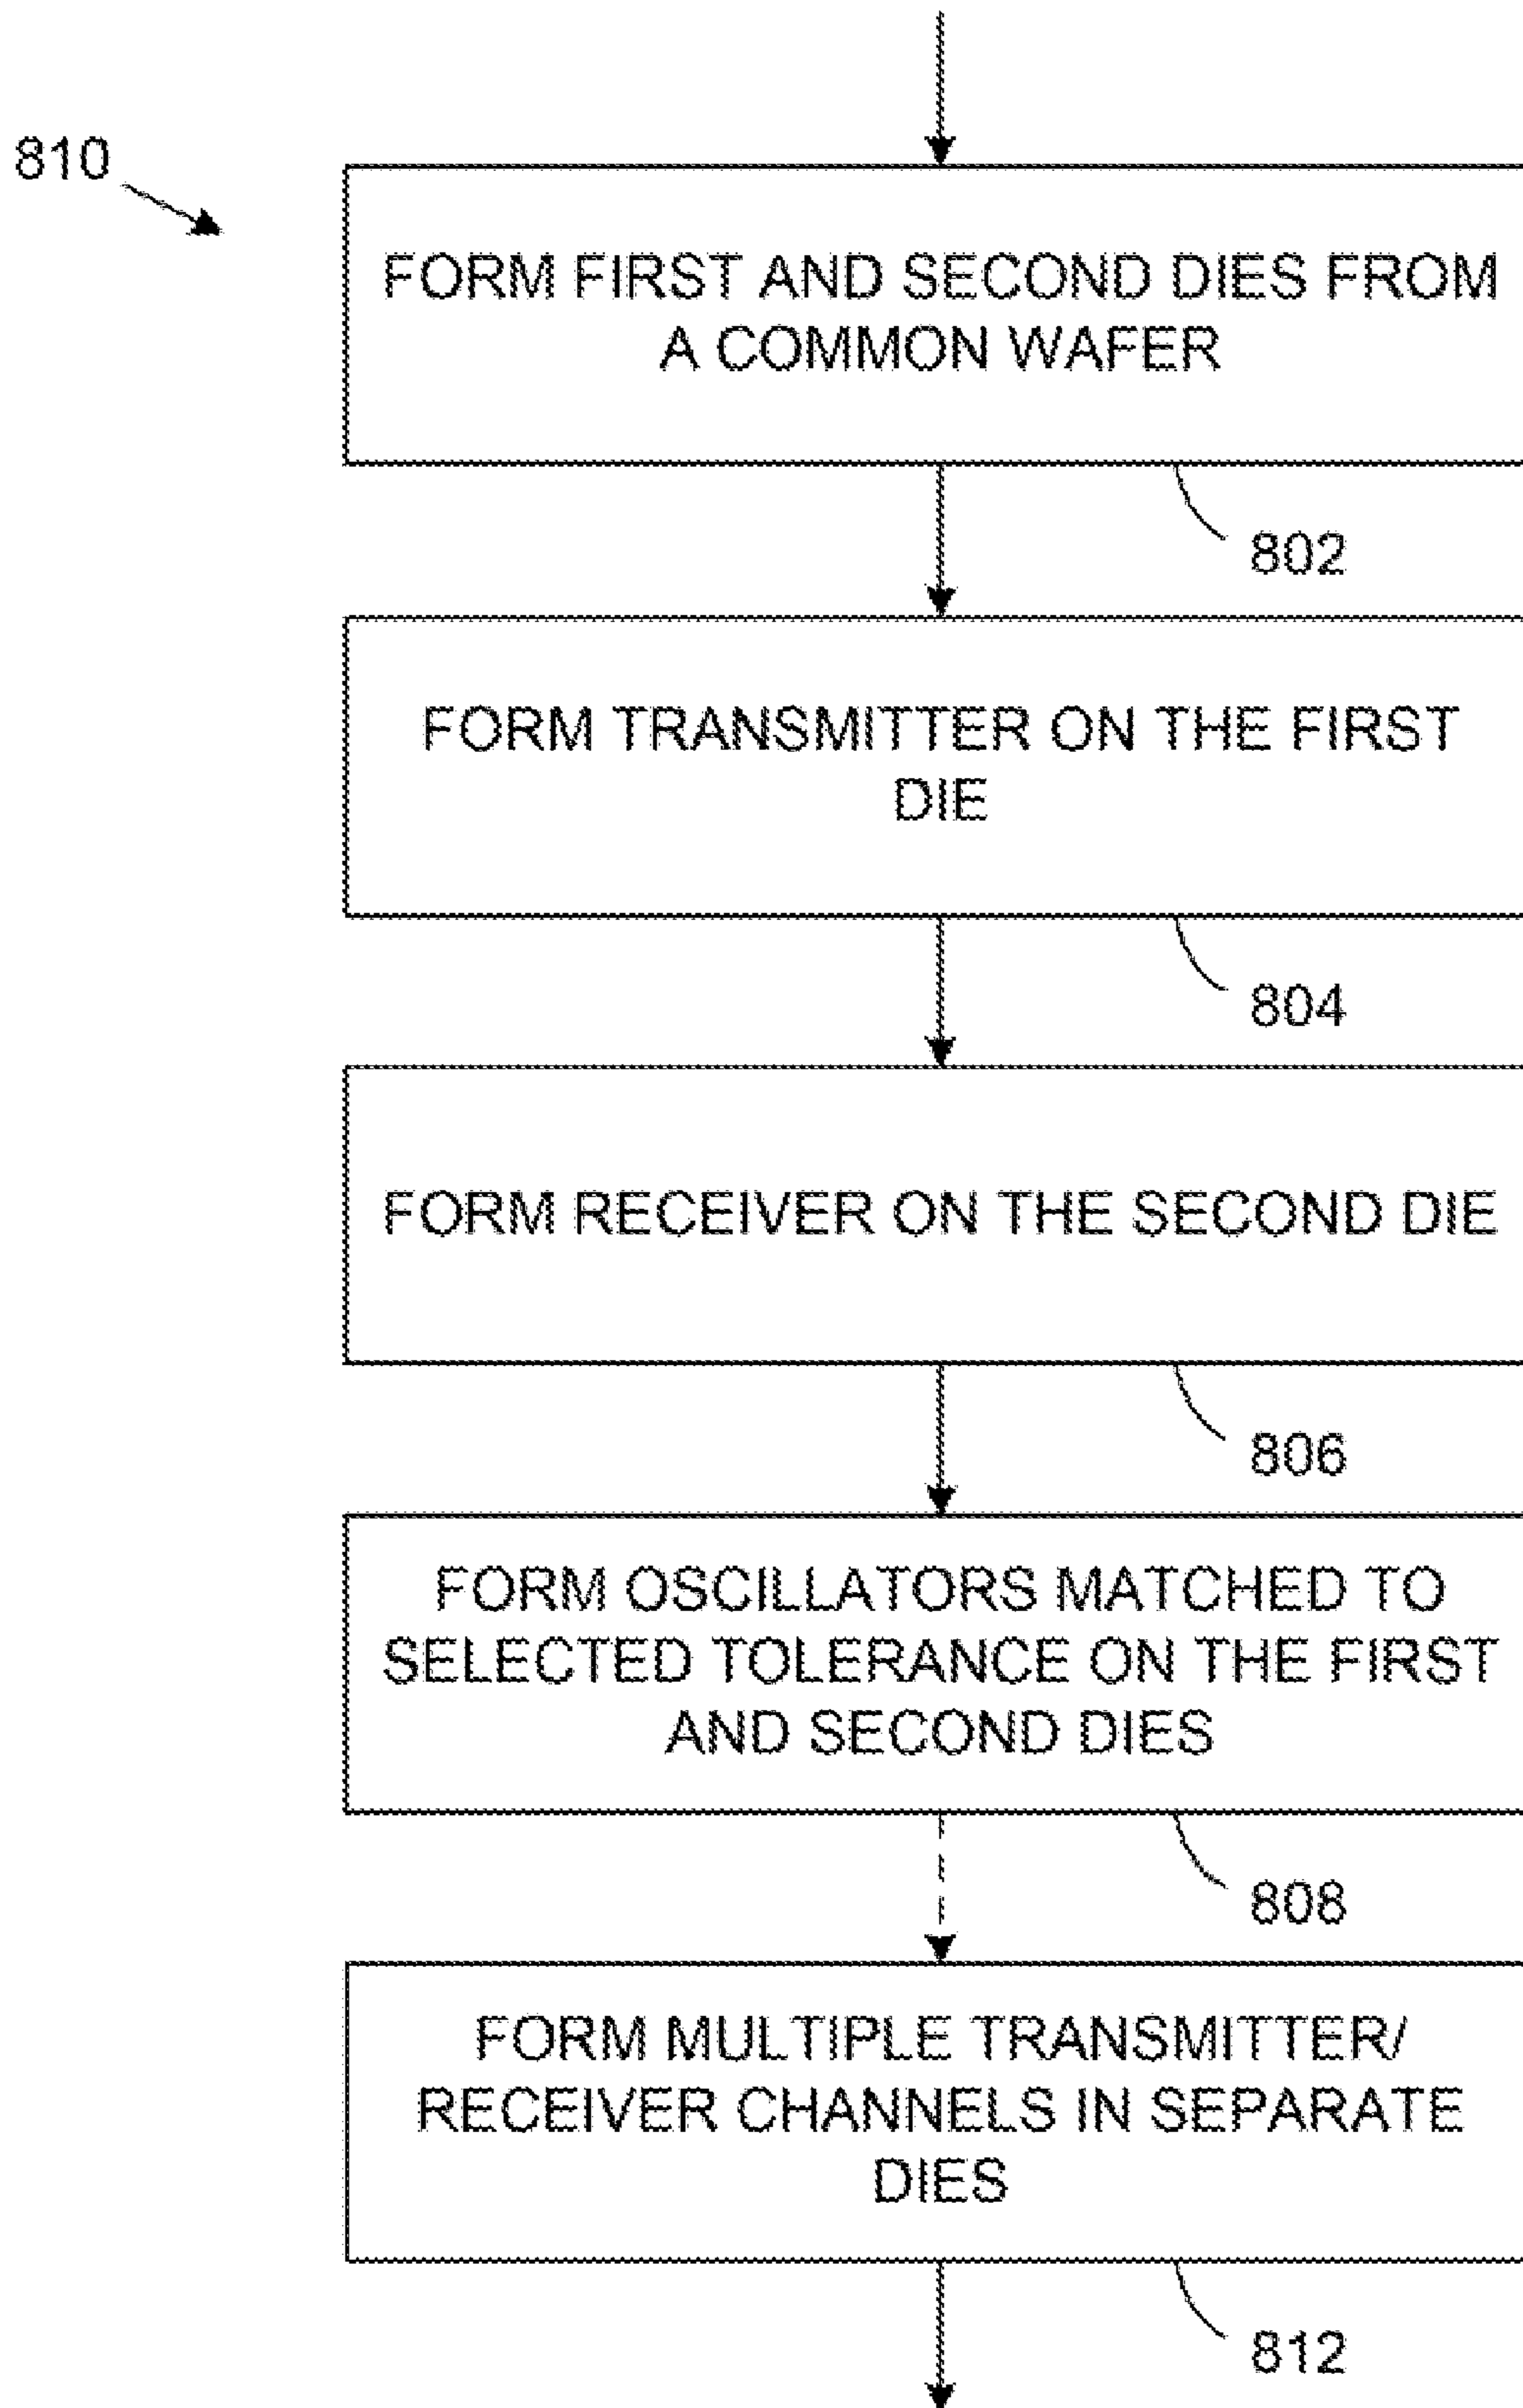 810
FORM FIRST AND SECOND DIES FROM
A COMMON WAFER
802
FORM TRANSMITTER ON THE FIRST
DIE
804
FORM RECEIVER ON THE SECOND DIE
806
FORM OSCILLATORS MATCHED TO
SELECTED TOLERANCE ON THE FIRST
AND SECOND DIES
808
FORM MULTIPLE TRANSMITTER/
RECEIVER CHANNELS IN SEPARATE
DIES
812